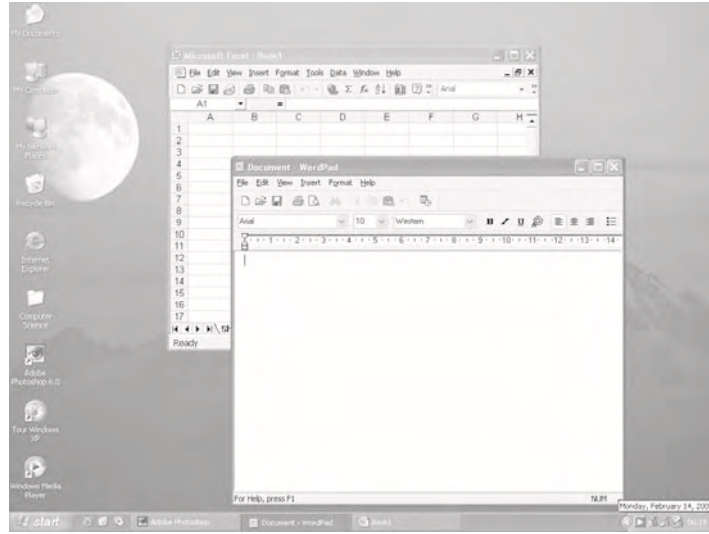 My Documents
My Computer
My Network
Places
Recycle Bin
Internet
Explorer
Computer
Science
Adobe
Photoshop 6.0
Tour Windows
XP
Windows Media
Player
Microsoft Excel - Book1
File Edit View Insert Format Tools Data Window Help
Arial
A1 =
A B C D E F G H
1
2
3
4
5
6
7
8
9
10
11
12
13
14
15
16
17
Ready
Document - WordPad
File Edit View Insert Format Help
Arial 10 Western B / U
1 2 3 4 5 6 7 8 9 10 11 12 13 14
For Help, press F1 NUM
Monday, February 14, 200
start Adobe Photoshop Document - WordPad Book1